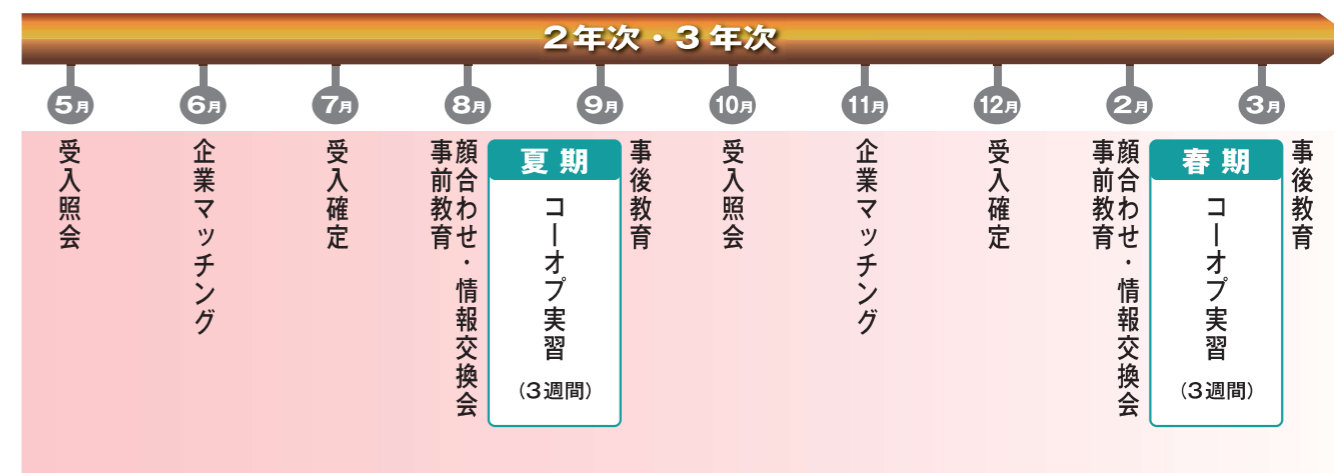 2年次・3年次
5月
6月
7月
8月
9月
10月
11月
12月
2月
3月
受入照会
企業マッチング
受入確定
顔合わせ・情報交換会
事前教育
夏期
コーオプ実習
(3週間)
事後教育
受入照会
企業マッチング
受入確定
顔合わせ・情報交換会
事前教育
春期
コーオプ実習
(3週間)
事後教育